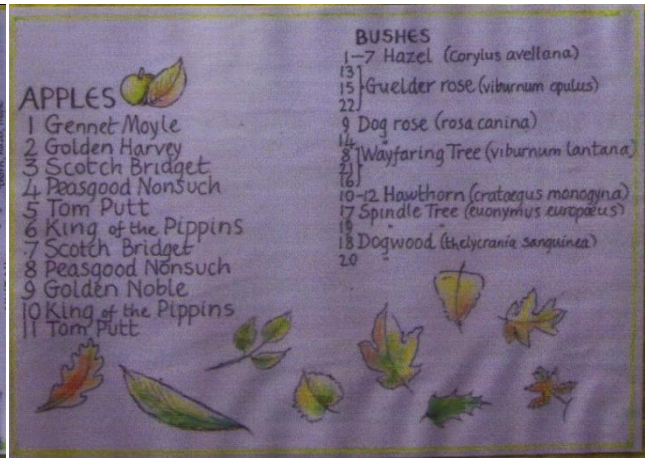 APPLES
1 Gennet Moyle
2 Golden Harvey
3 Scotch Bridget
4 Peasgood Nonsuch
5 Tom Putt
6 King of the Pippins
7 Scotch Bridget
8 Peasgood Nonsuch
9 Golden Noble
10 King of the Pippins
11 Tom Putt
BUSHES
1-7 Hazel (corylus avellana)
13
15 Guelder rose (viburnum opulus)
22
9 Dog rose (rosa canina)
14 "
8 Wayfaring Tree (viburnum lantana)
21
16
10-12 Hawthorn (crataegus monogyna)
17 Spindle Tree (euonymus europaeus)
19 " "
18 Dogwood (thelycrania sanguinea)
20 "